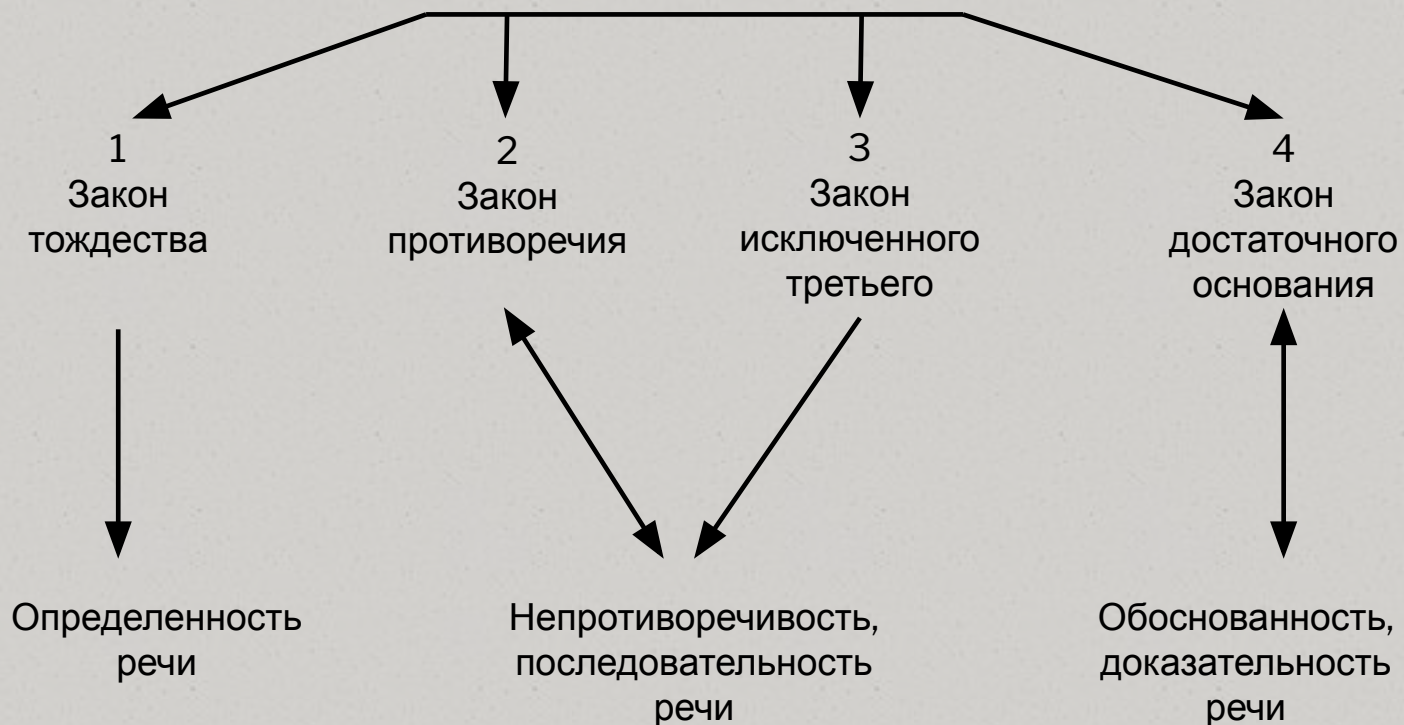 1
Закон
тождества
2
Закон
противоречия
3
Закон
исключенного
третьего
4
Закон
достаточного
основания
Определенность
речи
Непротиворечивость,
последовательность
речи
Обоснованность,
доказательность
речи